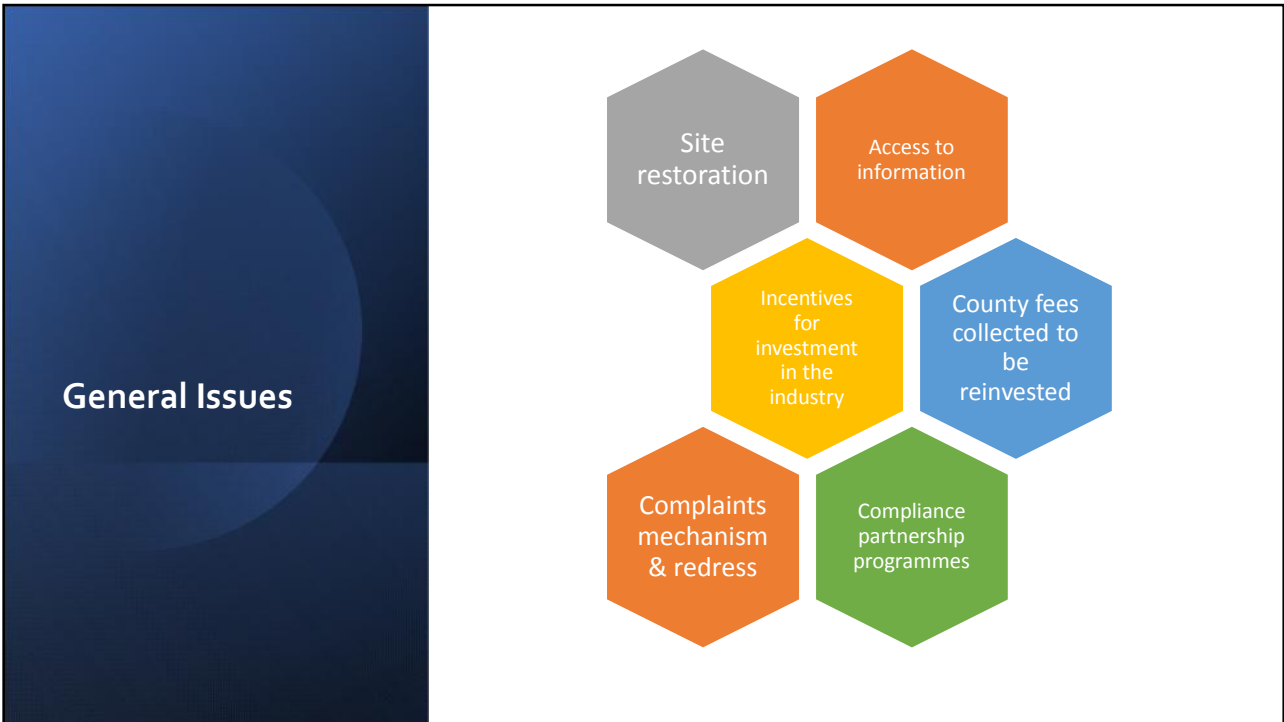 General Issues
Site
restoration
Access to
information
Incentives
for
investment
in the
industry
County fees
collected to
be
reinvested
Complaints
mechanism
& redress
Compliance
partnership
programmes